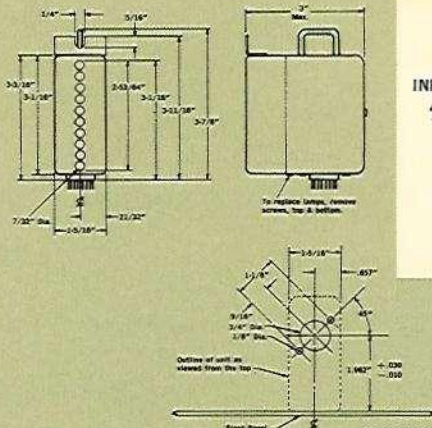 1/4"
5/16"
3"
Max.
3-3/16"
3-1/16"
2-53/64"
3-1/16"
3-11/16"
3-7/8"
7/32" Dia.
21/32"
1-5/16"
To replace lamps, remove
screws, top & bottom.
1-5/16"
.657"
1-1/8"
45°
9/16"
3/4" Dia.
1/8" Dia.
Outline of unit as
viewed from the top
1.962" +.030
-.010
Front Panel